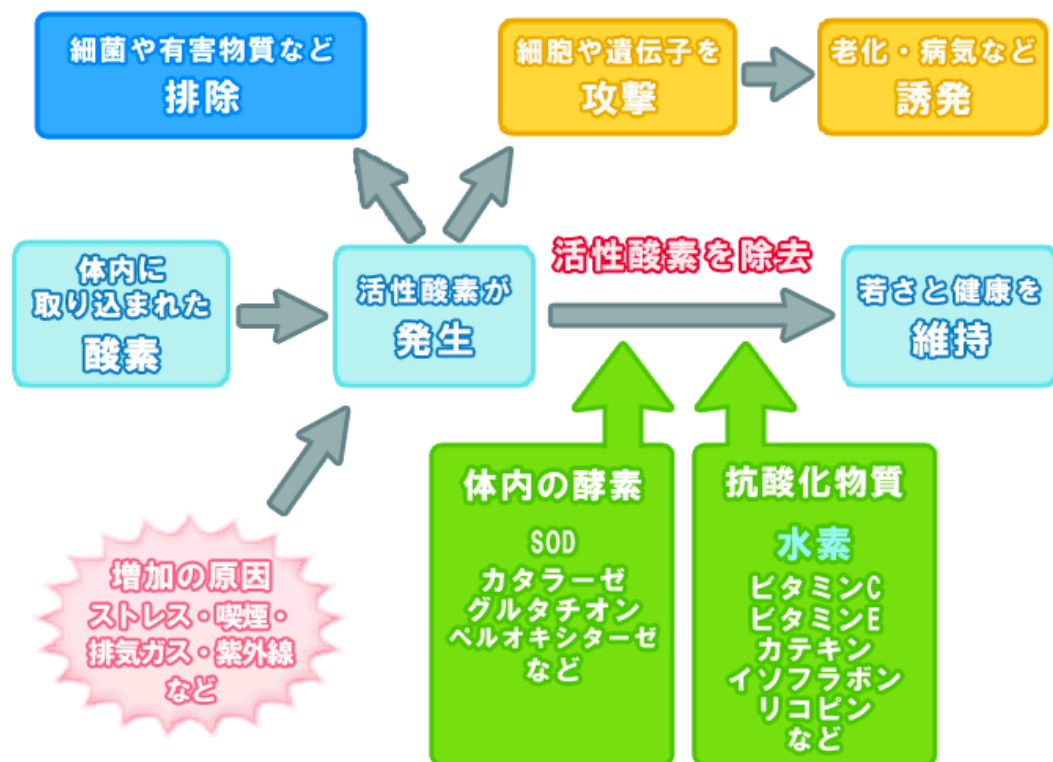 細菌や有害物質など
排除
細胞や遺伝子を
攻撃
老化・病気など
誘発
体内に
取り込まれた
酸素
活性酸素が
発生
活性酸素を除去
若さと健康を
維持
増加の原因
ストレス・喫煙・
排気ガス・紫外線
など
体内の酵素
SOD
カタラーゼ
グルタチオン
ペルオキシターゼ
など
抗酸化物質
水素
ビタミンC
ビタミンE
カテキン
イソフラボン
リコピン
など